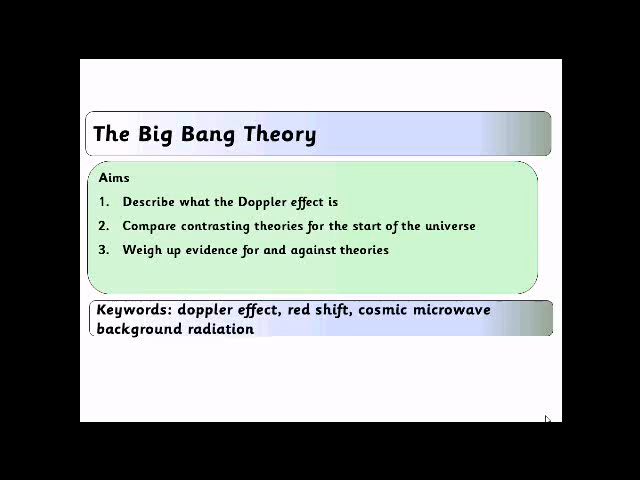 The Big Bang Theory
Aims
1. Describe what the Doppler effect is
2. Compare contrasting theories for the start of the universe
3. Weigh up evidence for and against theories
Keywords: doppler effect, red shift, cosmic microwave
background radiation